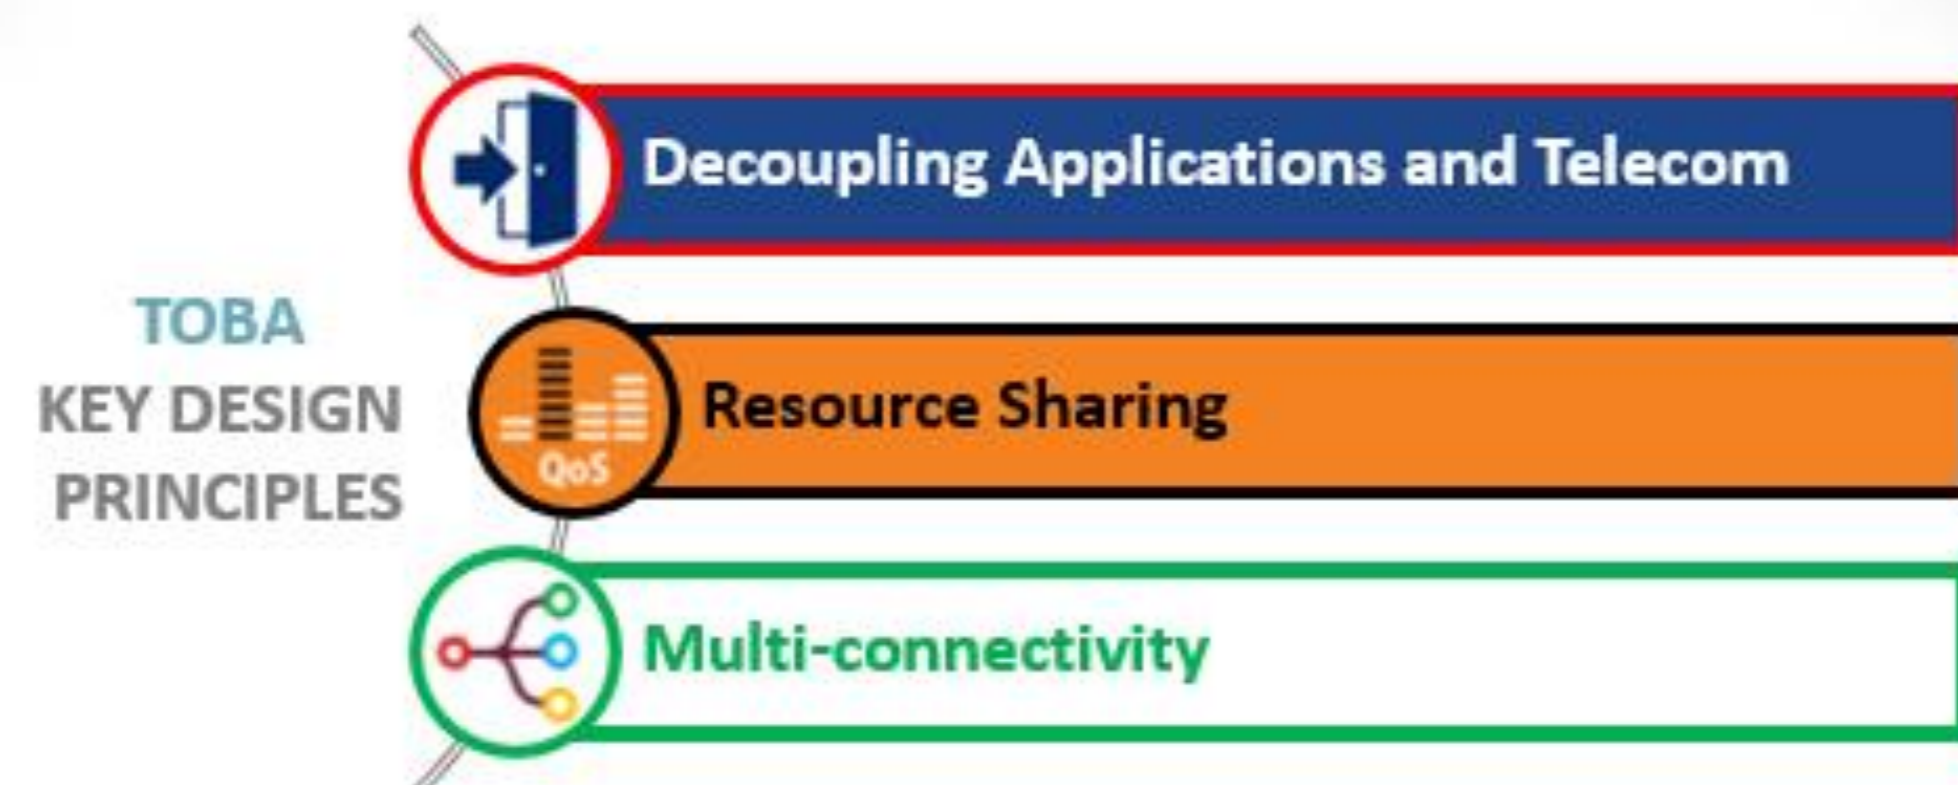 TOBA
KEY DESIGN
PRINCIPLES
Decoupling Applications and Telecom
QoS
Resource Sharing
Multi-connectivity